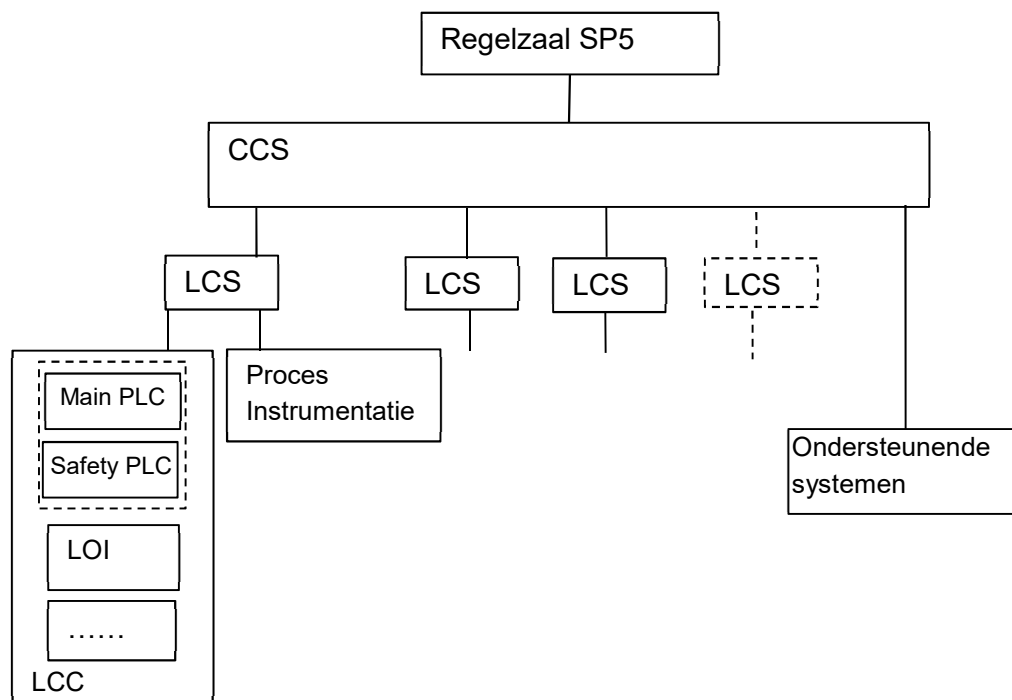 Regelzaal SP5
CCS
LCS
LCS
LCS
LCS
Main PLC
Safety PLC
LOI
......
LCC
Proces
Instrumentatie
Ondersteunende
systemen